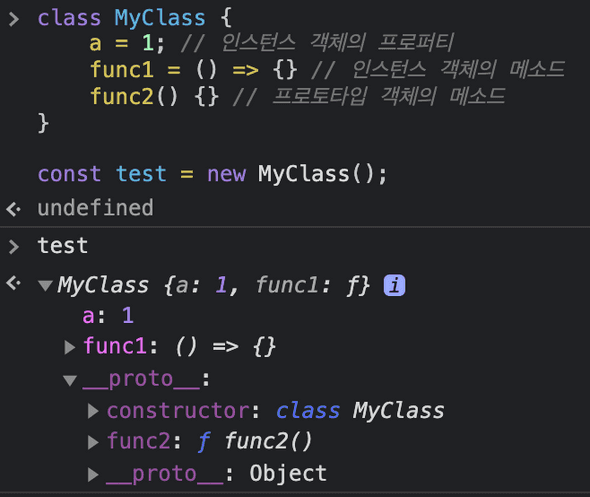 class MyClass {
a = 1; // 인스턴스 객체의 프로퍼티
func1 = () => {} // 인스턴스 객체의 메소드
func2() {} // 프로토타입 객체의 메소드
}
const test = new MyClass();
undefined
test
MyClass {a: 1, func1: ƒ} i
a: 1
func1: () => {}
__proto__:
constructor: class MyClass
func2: ƒ func2()
__proto__: Object